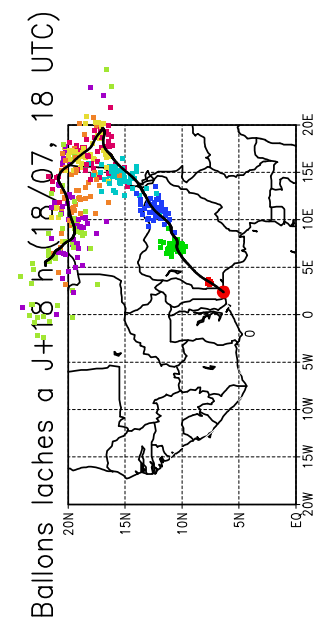 Ballons laches a J+18 h (18/07, 18 UTC)
20N
15N
10N
5N
EQ
20W
15W
10W
5W
0
5E
10E
15E
20E
0